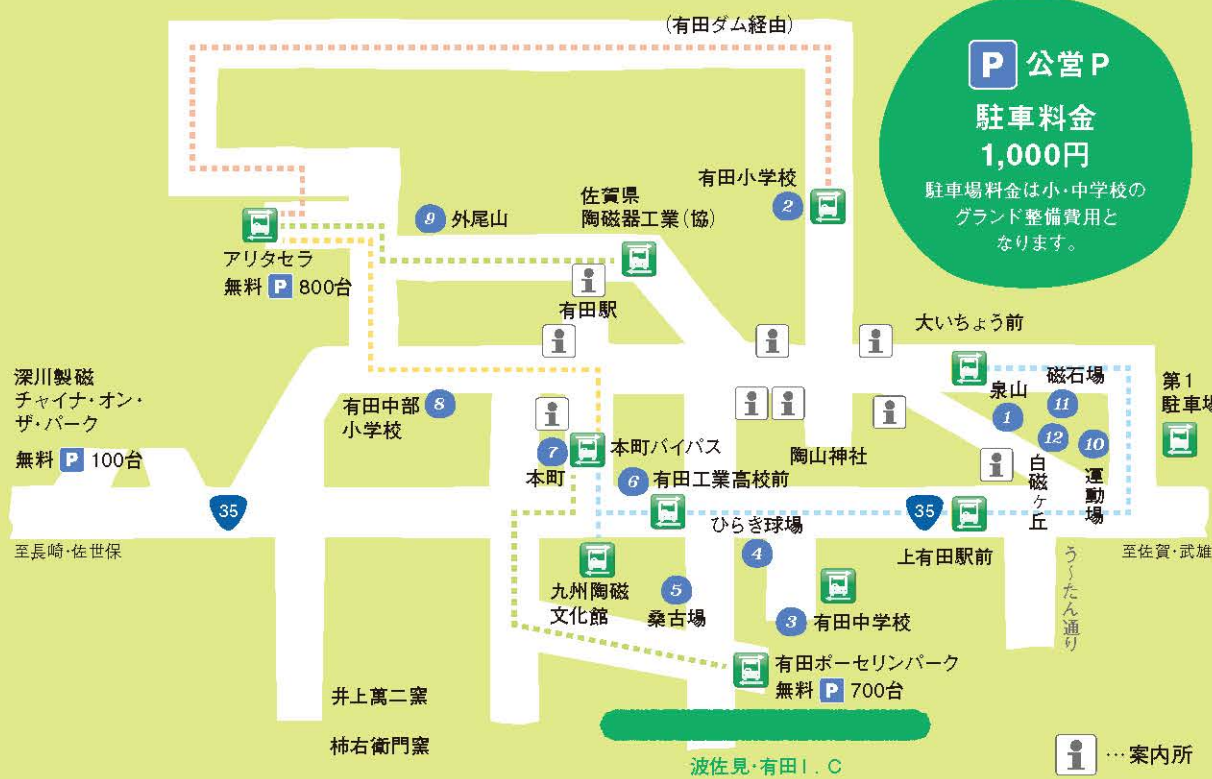 (有田ダム経由)
P 公営P
駐車料金
1,000円
駐車場料金は小・中学校の
グランド整備費用と
なります。
有田小学校
2
佐賀県
陶磁器工業(協)
9 外尾山
アリタセラ
無料 P 800台
i
有田駅
i
i
i
大いちょう前
深川製磁
チャイナ・オン・
ザ・パーク
無料 P 100台
有田中部 8
小学校
i
i i
i
泉山
1
磁石場
11
第1
駐車場
12
10
白磁ヶ丘
運動場
i
7
本町
本町バイパス
陶山神社
6 有田工業高校前
35
35
ひらき球場
4
上有田駅前
至長崎・佐世保
至佐賀・武雄
う〜たん通り
九州陶磁
文化館
5
桑古場
3 有田中学校
有田ポーセリンパーク
無料 P 700台
井上萬二窯
柿右衛門窯
波佐見・有田I.C
i …案内所